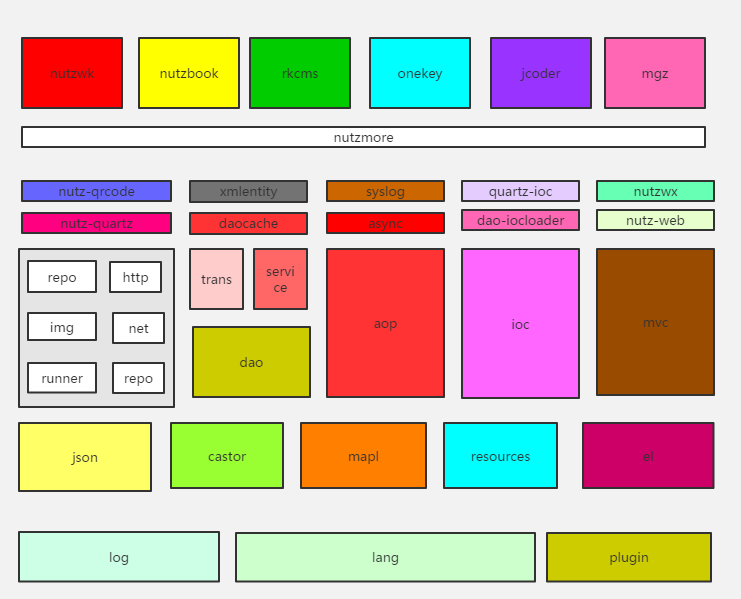 nutzwk
nutzbook
rkcms
onekey
jcoder
mgz
nutzmore
nutz-qrcode
xmlentity
syslog
quartz-ioc
nutzwx
nutz-quartz
daocache
async
dao-iocloader
nutz-web
repo
http
img
net
runner
repo
trans
servi
ce
dao
aop
ioc
mvc
json
castor
mapl
resources
el
log
lang
plugin